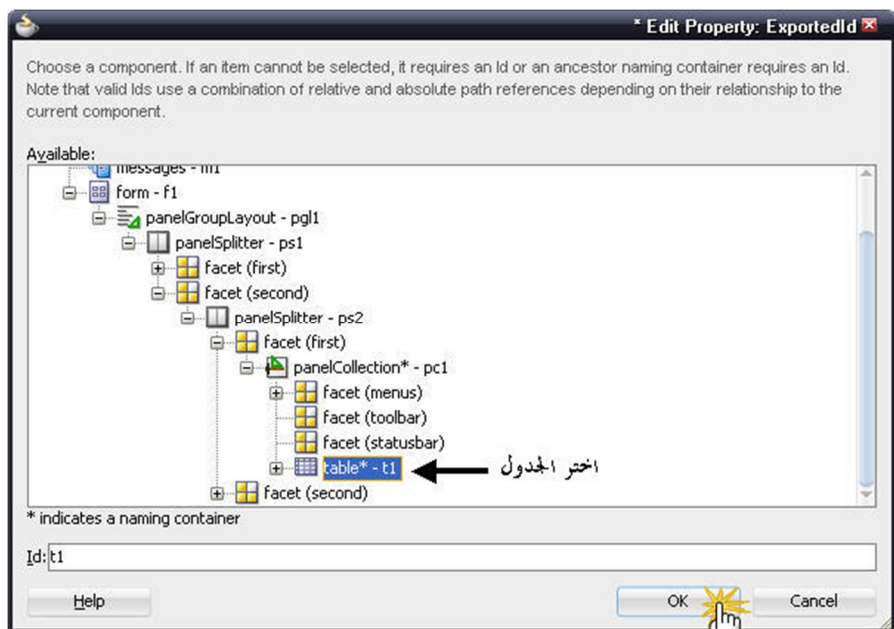 * Edit Property: ExportedId
Choose a component. If an item cannot be selected, it requires an Id or an ancestor naming container requires an Id.
Note that valid Ids use a combination of relative and absolute path references depending on their relationship to the
current component.
Available:
messages - m1
form - f1
panelGroupLayout - pgl1
panelSplitter - ps1
facet (first)
facet (second)
panelSplitter - ps2
facet (first)
panelCollection* - pc1
facet (menus)
facet (toolbar)
facet (statusbar)
table* - t1 اختر الجدول
facet (second)
* indicates a naming container
Id: t1
Help OK Cancel